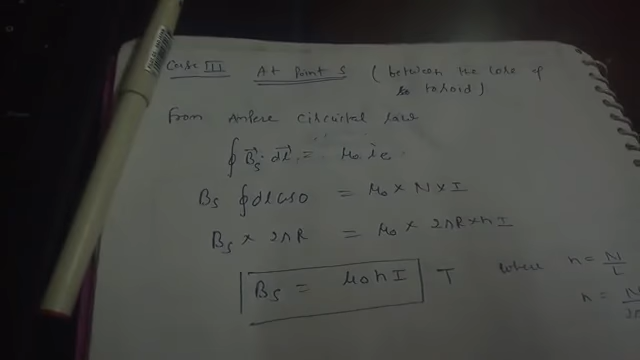 Case III At Point S (between the core of
toroid)
From Ampere circuital law
∮ B⃗s · dl⃗ = μ₀ ie
Bs ∮ dl cos0 = μ₀ × N × I
Bs × 2πR = μ₀ × 2πR × n I
Bs = μ₀ n I T where n = N/L
n = N/2π